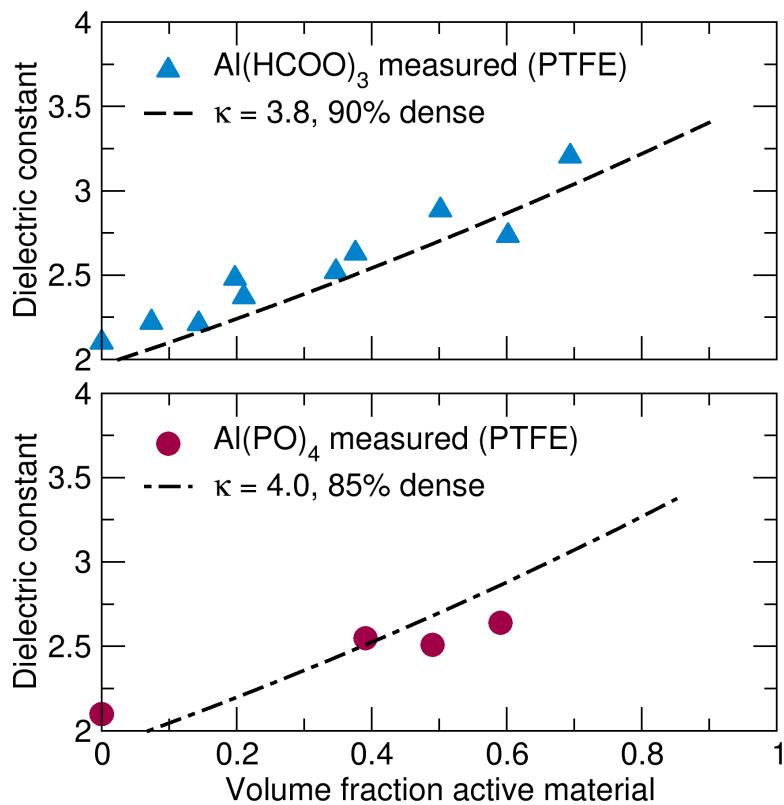 4
3.5
3
2.5
2
Dielectric constant
Al(HCOO)3 measured (PTFE)
κ = 3.8, 90% dense
4
3.5
3
2.5
2
Dielectric constant
Al(PO)4 measured (PTFE)
κ = 4.0, 85% dense
0 0.2 0.4 0.6 0.8 1
Volume fraction active material